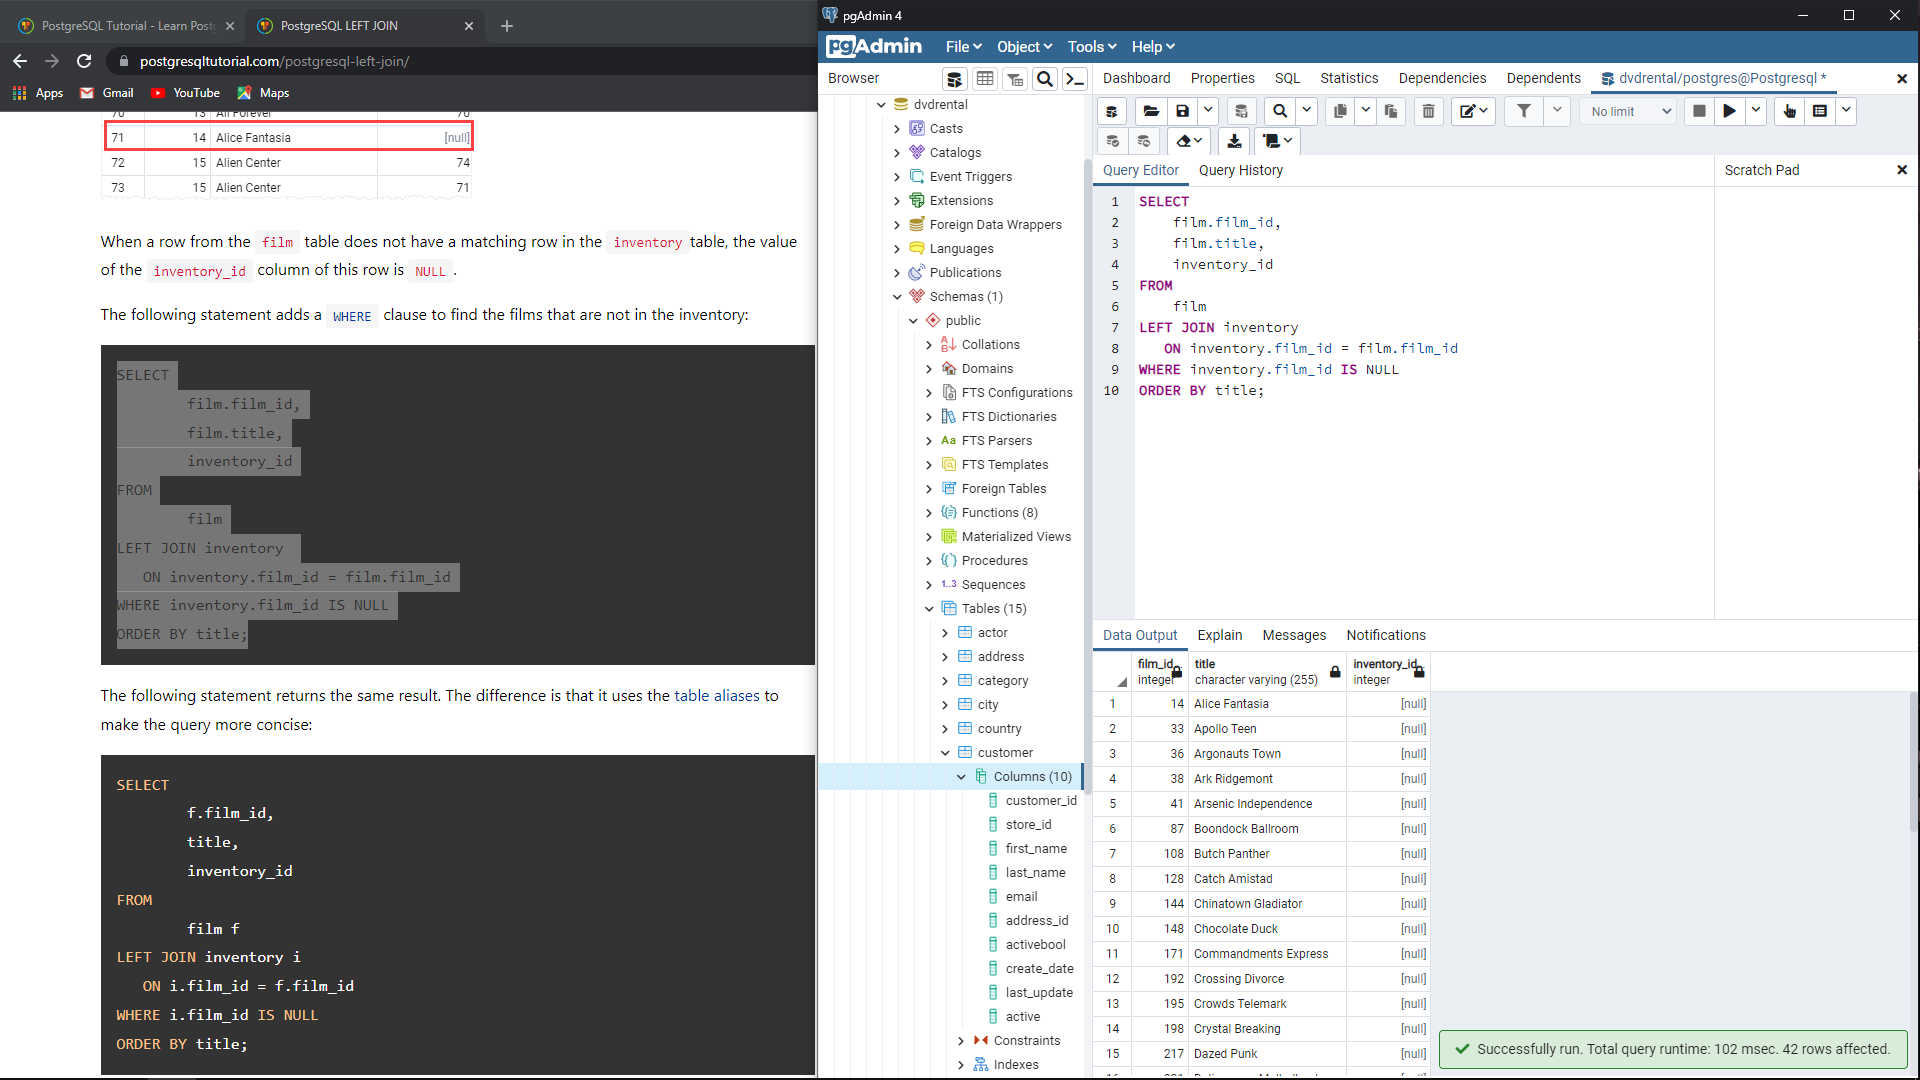 PostgreSQL Tutorial - Learn Post
PostgreSQL LEFT JOIN
postgresqltutorial.com/postgresql-left-join/
Apps
Gmail
YouTube
Maps
70 13 Ali Forever 70
71 14 Alice Fantasia [null]
72 15 Alien Center 74
73 15 Alien Center 71
When a row from the film table does not have a matching row in the inventory table, the value
of the inventory_id column of this row is NULL .
The following statement adds a WHERE clause to find the films that are not in the inventory:
SELECT
film.film_id,
film.title,
inventory_id
FROM
film
LEFT JOIN inventory
ON inventory.film_id = film.film_id
WHERE inventory.film_id IS NULL
ORDER BY title;
The following statement returns the same result. The difference is that it uses the table aliases to
make the query more concise:
SELECT
f.film_id,
title,
inventory_id
FROM
film f
LEFT JOIN inventory i
ON i.film_id = f.film_id
WHERE i.film_id IS NULL
ORDER BY title;
pgAdmin 4
pgAdmin
File Object Tools Help
Browser
dvdrental
Casts
Catalogs
Event Triggers
Extensions
Foreign Data Wrappers
Languages
Publications
Schemas (1)
public
Collations
Domains
FTS Configurations
FTS Dictionaries
Aa FTS Parsers
FTS Templates
Foreign Tables
Functions (8)
Materialized Views
Procedures
1..3 Sequences
Tables (15)
actor
address
category
city
country
customer
Columns (10)
customer_id
store_id
first_name
last_name
email
address_id
activebool
create_date
last_update
active
Constraints
Indexes
Dashboard Properties SQL Statistics Dependencies Dependents dvdrental/postgres@Postgresql *
No limit
Query Editor Query History
Scratch Pad
1 SELECT
2 film.film_id,
3 film.title,
4 inventory_id
5 FROM
6 film
7 LEFT JOIN inventory
8 ON inventory.film_id = film.film_id
9 WHERE inventory.film_id IS NULL
10 ORDER BY title;
Data Output Explain Messages Notifications
film_id title inventory_id
integer character varying (255) integer
1 14 Alice Fantasia [null]
2 33 Apollo Teen [null]
3 36 Argonauts Town [null]
4 38 Ark Ridgemont [null]
5 41 Arsenic Independence [null]
6 87 Boondock Ballroom [null]
7 108 Butch Panther [null]
8 128 Catch Amistad [null]
9 144 Chinatown Gladiator [null]
10 148 Chocolate Duck [null]
11 171 Commandments Express [null]
12 192 Crossing Divorce [null]
13 195 Crowds Telemark [null]
14 198 Crystal Breaking [null]
15 217 Dazed Punk [null]
Successfully run. Total query runtime: 102 msec. 42 rows affected.